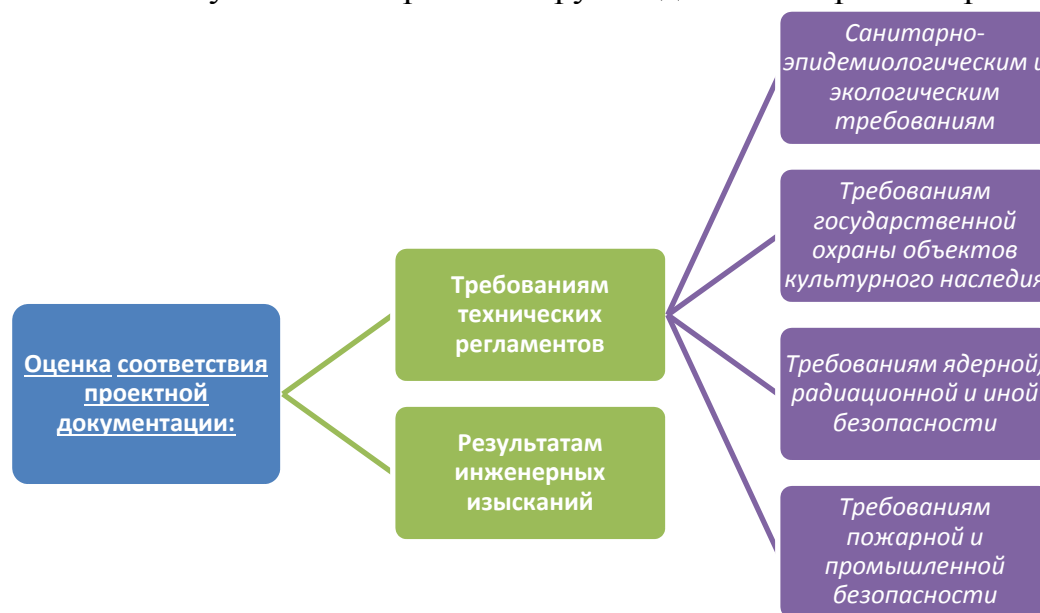 Санитарно-
эпидемиологическим и
экологическим
требованиям
Требованиям
государственной
охраны объектов
культурного наследия
Требованиям
технических
регламентов
Оценка соответствия
проектной
документации:
Требованиям ядерной,
радиационной и иной
безопасности
Результатам
инженерных
изысканий
Требованиям
пожарной и
промышленной
безопасности